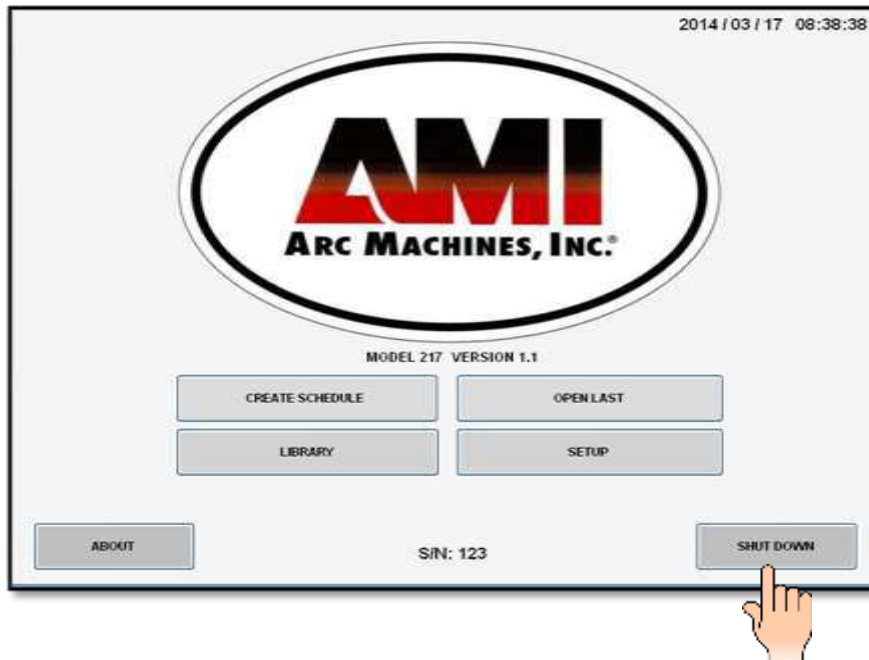 2014 / 03 / 17 08:38:38
AMI
ARC MACHINES, INC.®
MODEL 217 VERSION 1.1
CREATE SCHEDULE
OPEN LAST
LIBRARY
SETUP
ABOUT
S/N: 123
SHUT DOWN